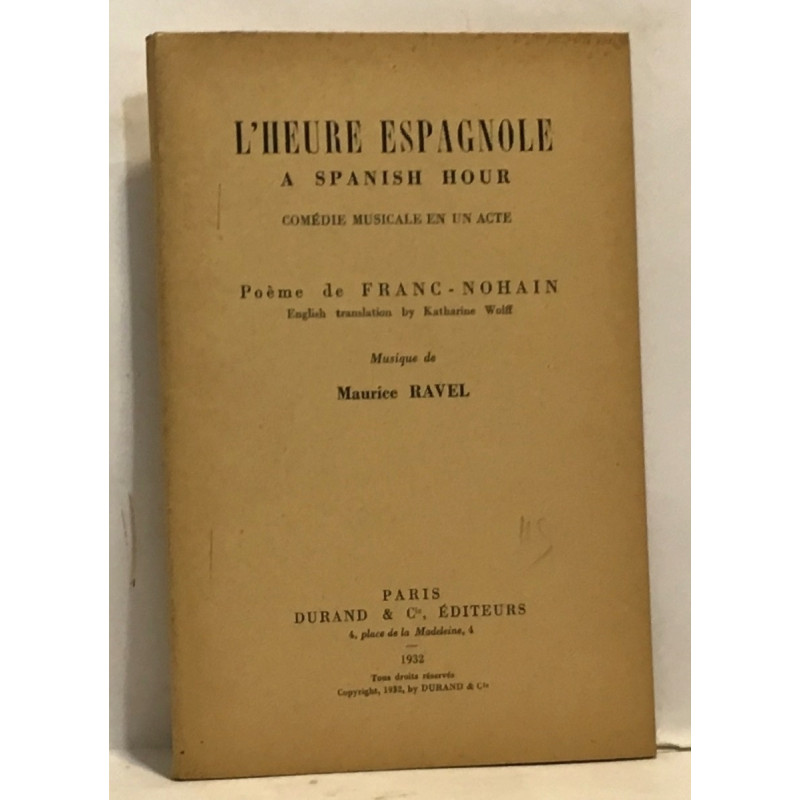 L'HEURE ESPAGNOLE
A SPANISH HOUR
COMÉDIE MUSICALE EN UN ACTE
Poème de FRANC-NOHAIN
English translation by Katharine Wolff
Musique de
Maurice RAVEL
PARIS
DURAND & Cie, ÉDITEURS
4, place de la Madeleine, 4
1932
Tous droits réservés
Copyright, 1932, by DURAND & Cie